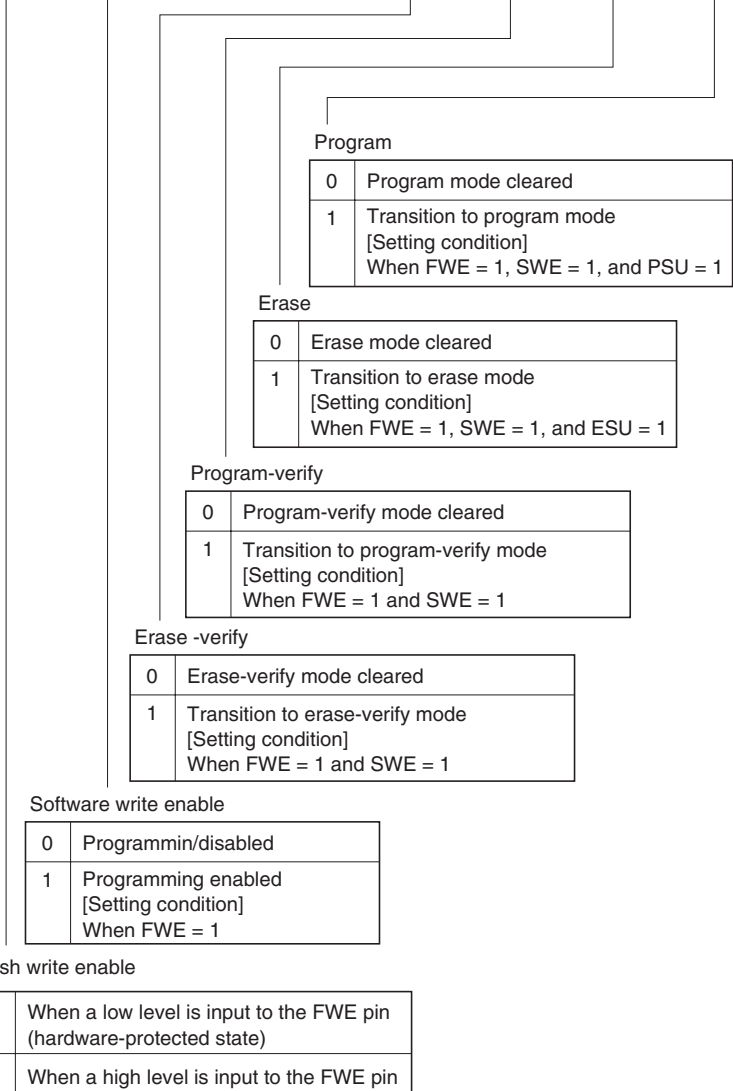 Program
0 Program mode cleared
1 Transition to program mode
[Setting condition]
When FWE = 1, SWE = 1, and PSU = 1
Erase
0 Erase mode cleared
1 Transition to erase mode
[Setting condition]
When FWE = 1, SWE = 1, and ESU = 1
Program-verify
0 Program-verify mode cleared
1 Transition to program-verify mode
[Setting condition]
When FWE = 1 and SWE = 1
Erase -verify
0 Erase-verify mode cleared
1 Transition to erase-verify mode
[Setting condition]
When FWE = 1 and SWE = 1
Software write enable
0 Programmin/disabled
1 Programming enabled
[Setting condition]
When FWE = 1
sh write enable
When a low level is input to the FWE pin
(hardware-protected state)
When a high level is input to the FWE pin